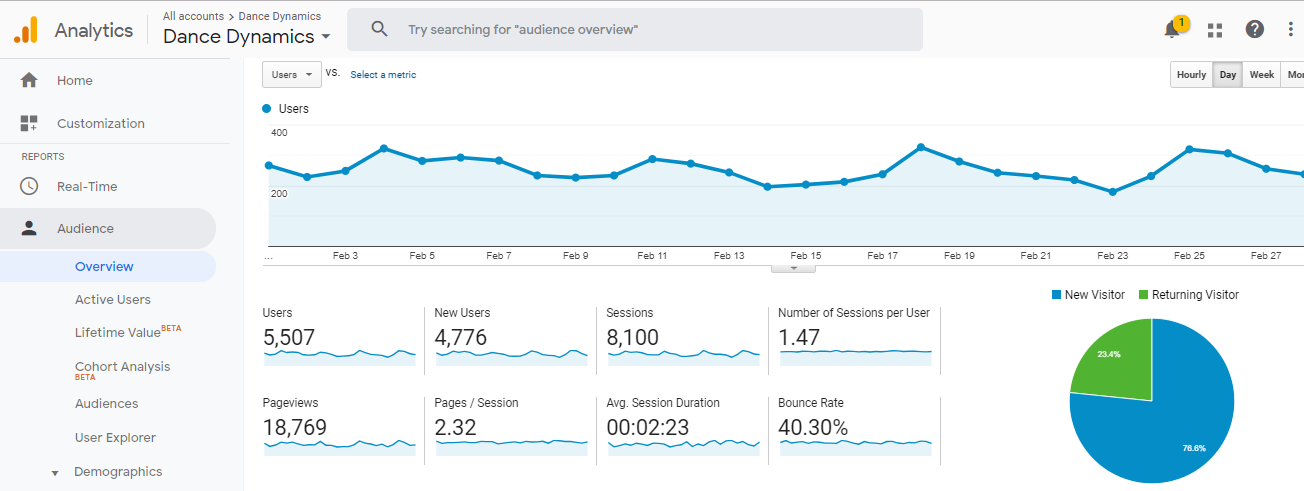 Analytics
All accounts > Dance Dynamics
Dance Dynamics
Try searching for "audience overview"
1
Home
Customization
REPORTS
Real-Time
Audience
Overview
Active Users
Lifetime Value BETA
Cohort Analysis
BETA
Audiences
User Explorer
Demographics
Users
VS.
Select a metric
Hourly
Day
Week
Mon
Users
400
200
...
Feb 3
Feb 5
Feb 7
Feb 9
Feb 11
Feb 13
Feb 15
Feb 17
Feb 19
Feb 21
Feb 23
Feb 25
Feb 27
Users
5,507
New Users
4,776
Sessions
8,100
Number of Sessions per User
1.47
Pageviews
18,769
Pages / Session
2.32
Avg. Session Duration
00:02:23
Bounce Rate
40.30%
New Visitor
Returning Visitor
23.4%
76.6%